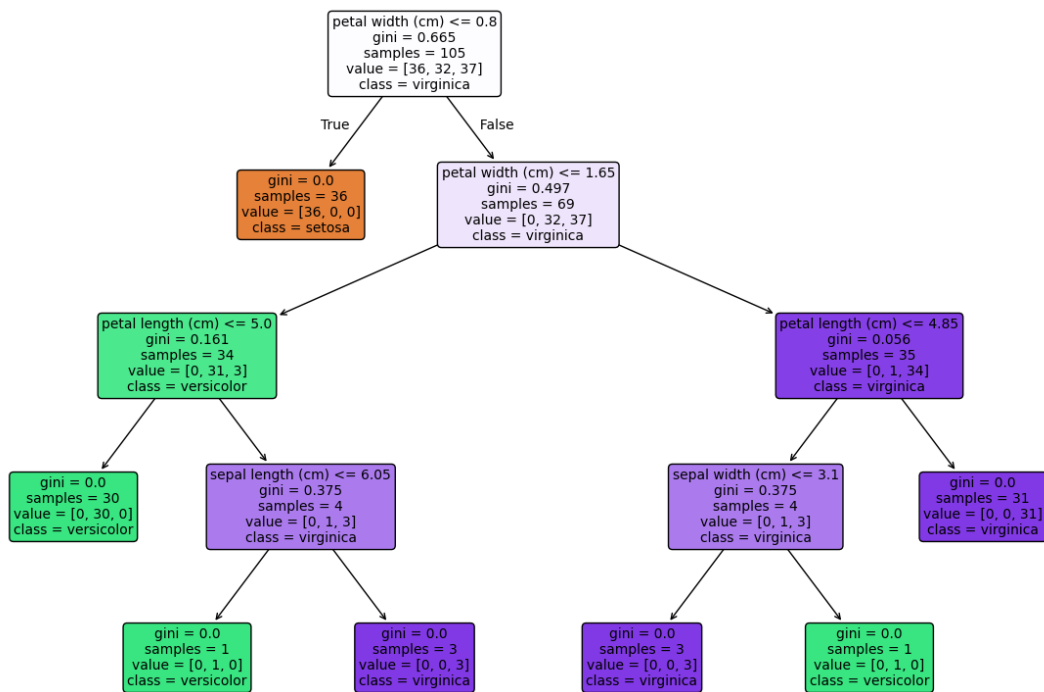 petal width (cm) <= 0.8
gini = 0.665
samples = 105
value = [36, 32, 37]
class = virginica
True
False
gini = 0.0
samples = 36
value = [36, 0, 0]
class = setosa
petal width (cm) <= 1.65
gini = 0.497
samples = 69
value = [0, 32, 37]
class = virginica
petal length (cm) <= 5.0
gini = 0.161
samples = 34
value = [0, 31, 3]
class = versicolor
petal length (cm) <= 4.85
gini = 0.056
samples = 35
value = [0, 1, 34]
class = virginica
gini = 0.0
samples = 30
value = [0, 30, 0]
class = versicolor
sepal length (cm) <= 6.05
gini = 0.375
samples = 4
value = [0, 1, 3]
class = virginica
sepal width (cm) <= 3.1
gini = 0.375
samples = 4
value = [0, 1, 3]
class = virginica
gini = 0.0
samples = 31
value = [0, 0, 31]
class = virginica
gini = 0.0
samples = 1
value = [0, 1, 0]
class = versicolor
gini = 0.0
samples = 3
value = [0, 0, 3]
class = virginica
gini = 0.0
samples = 3
value = [0, 0, 3]
class = virginica
gini = 0.0
samples = 1
value = [0, 1, 0]
class = versicolor